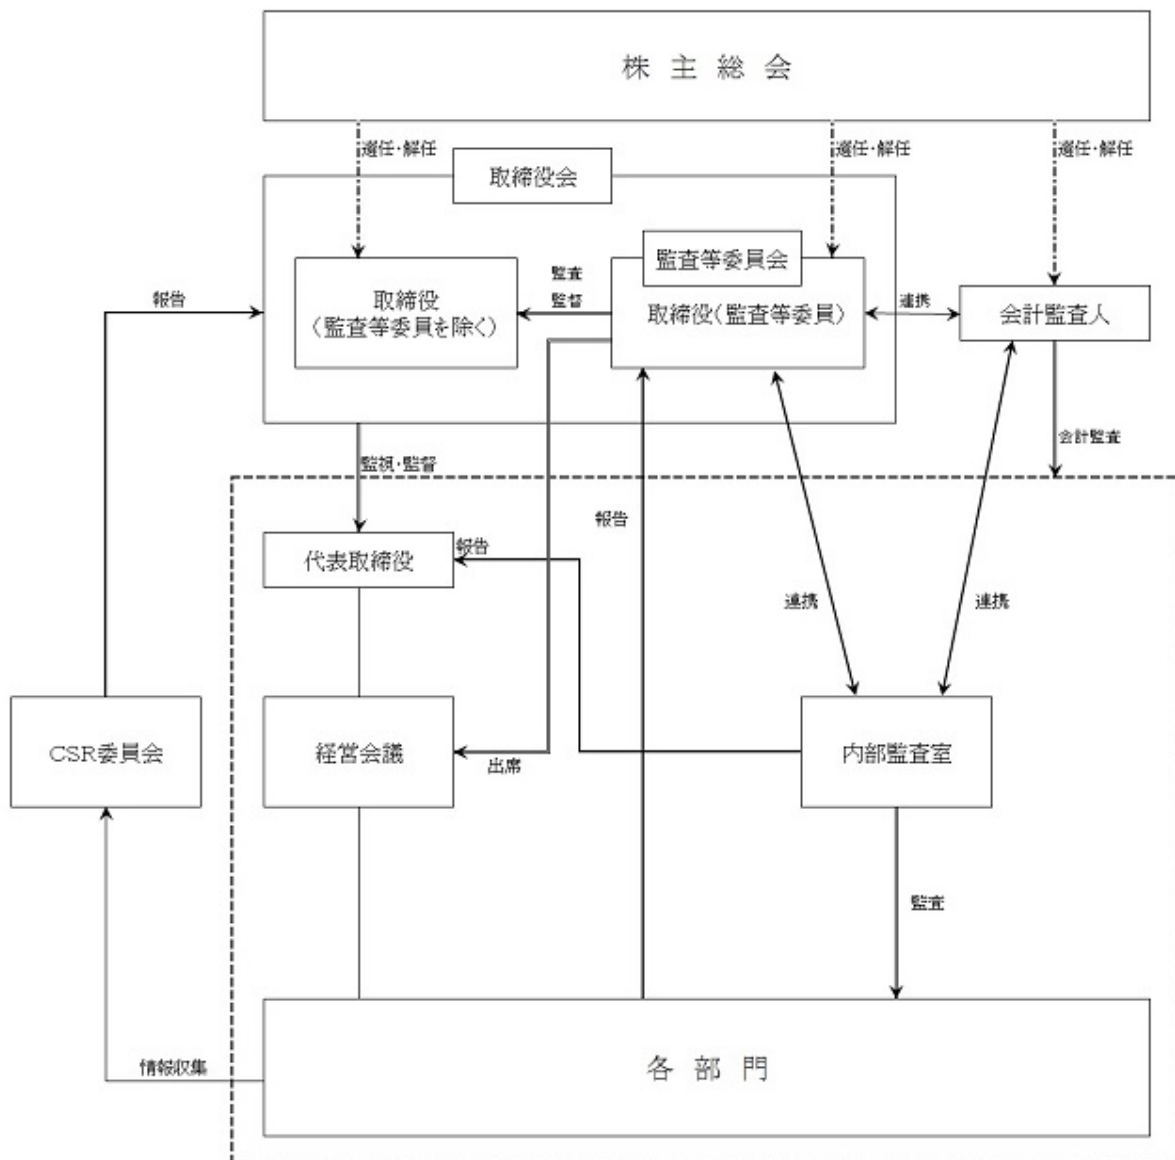 株主総会
選任・解任
選任・解任
選任・解任
取締役会
監査等委員会
取締役
(監査等委員を除く)
監査
監督
取締役(監査等委員)
連携
会計監査人
報告
会計監査
監視・監督
報告
代表取締役
報告
連携
連携
CSR委員会
経営会議
出席
内部監査室
監査
情報収集
各部門